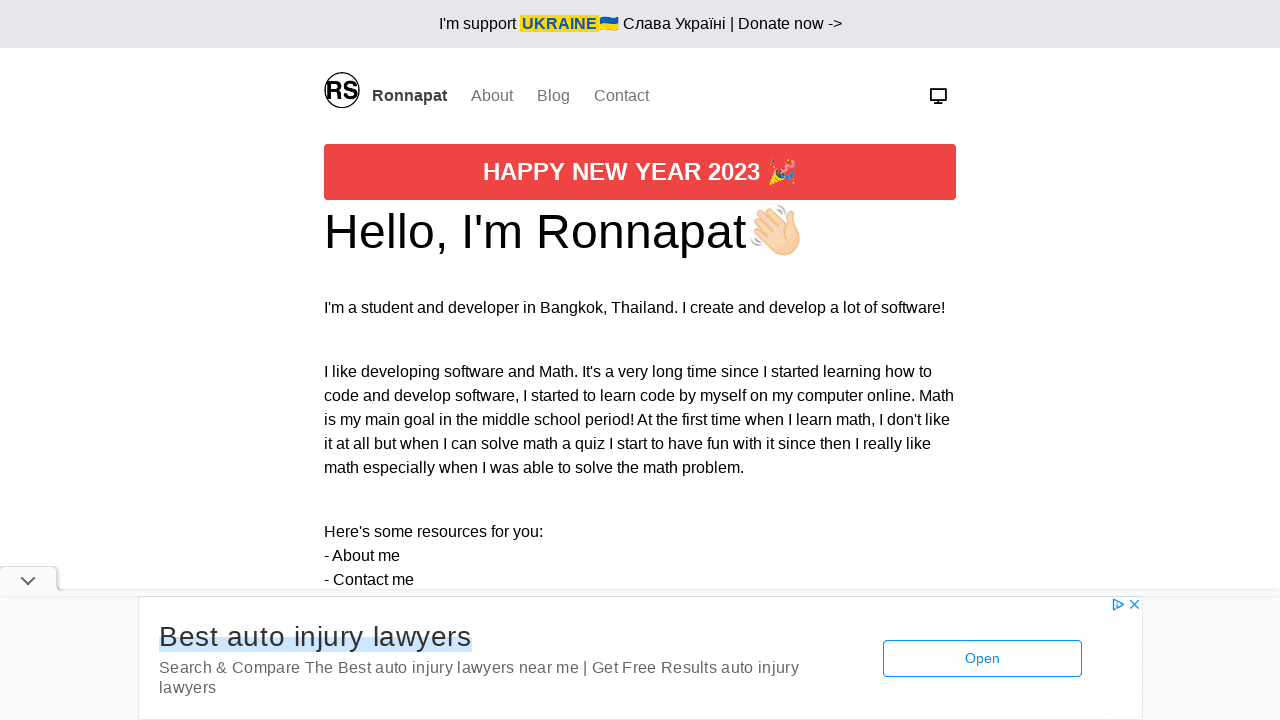 I'm support UKRAINE🇺🇦 Слава Україні | Donate now ->
RS Ronnapat About Blog Contact
HAPPY NEW YEAR 2023 🎉
Hello, I'm Ronnapat👋🏻
I'm a student and developer in Bangkok, Thailand. I create and develop a lot of software!
I like developing software and Math. It's a very long time since I started learning how to
code and develop software, I started to learn code by myself on my computer online. Math
is my main goal in the middle school period! At the first time when I learn math, I don't like
it at all but when I can solve math a quiz I start to have fun with it since then I really like
math especially when I was able to solve the math problem.
Here's some resources for you:
- About me
- Contact me
Best auto injury lawyers
Search & Compare The Best auto injury lawyers near me | Get Free Results auto injury
lawyers
Open